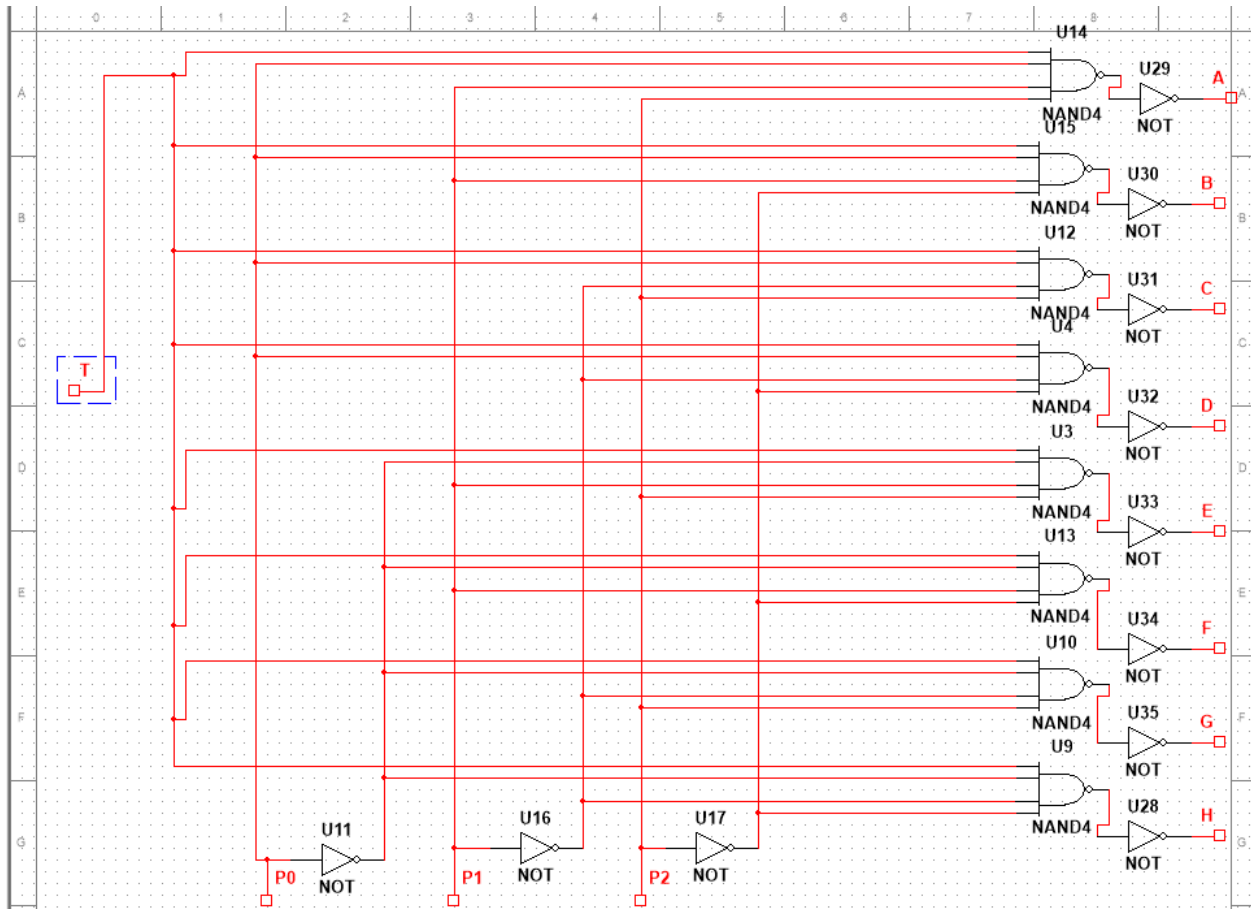 0 1 2 3 4 5 6 7 8
U14
U29
A
A
A
NAND4
NOT
U15
U30
B
B
B
NAND4
NOT
U12
U31
C
NAND4
NOT
U4
C
C
T
U32
D
NAND4
NOT
U3
D
D
U33
E
NAND4
NOT
U13
E
E
U34
F
NAND4
NOT
U10
F
F
U35
G
NAND4
NOT
U9
U28
H
NAND4
NOT
G
G
U11
U16
U17
NOT
NOT
NOT
P0
P1
P2